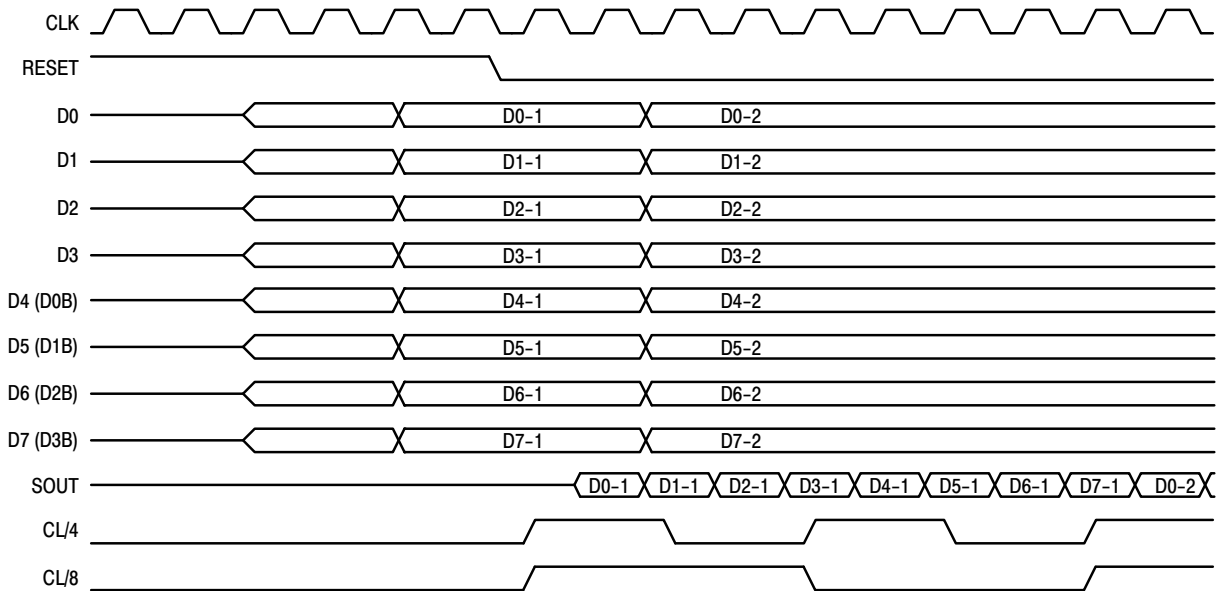 CLK
RESET
D0 D0-1 D0-2
D1 D1-1 D1-2
D2 D2-1 D2-2
D3 D3-1 D3-2
D4 (D0B) D4-1 D4-2
D5 (D1B) D5-1 D5-2
D6 (D2B) D6-1 D6-2
D7 (D3B) D7-1 D7-2
SOUT D0-1 D1-1 D2-1 D3-1 D4-1 D5-1 D6-1 D7-1 D0-2
CL/4
CL/8